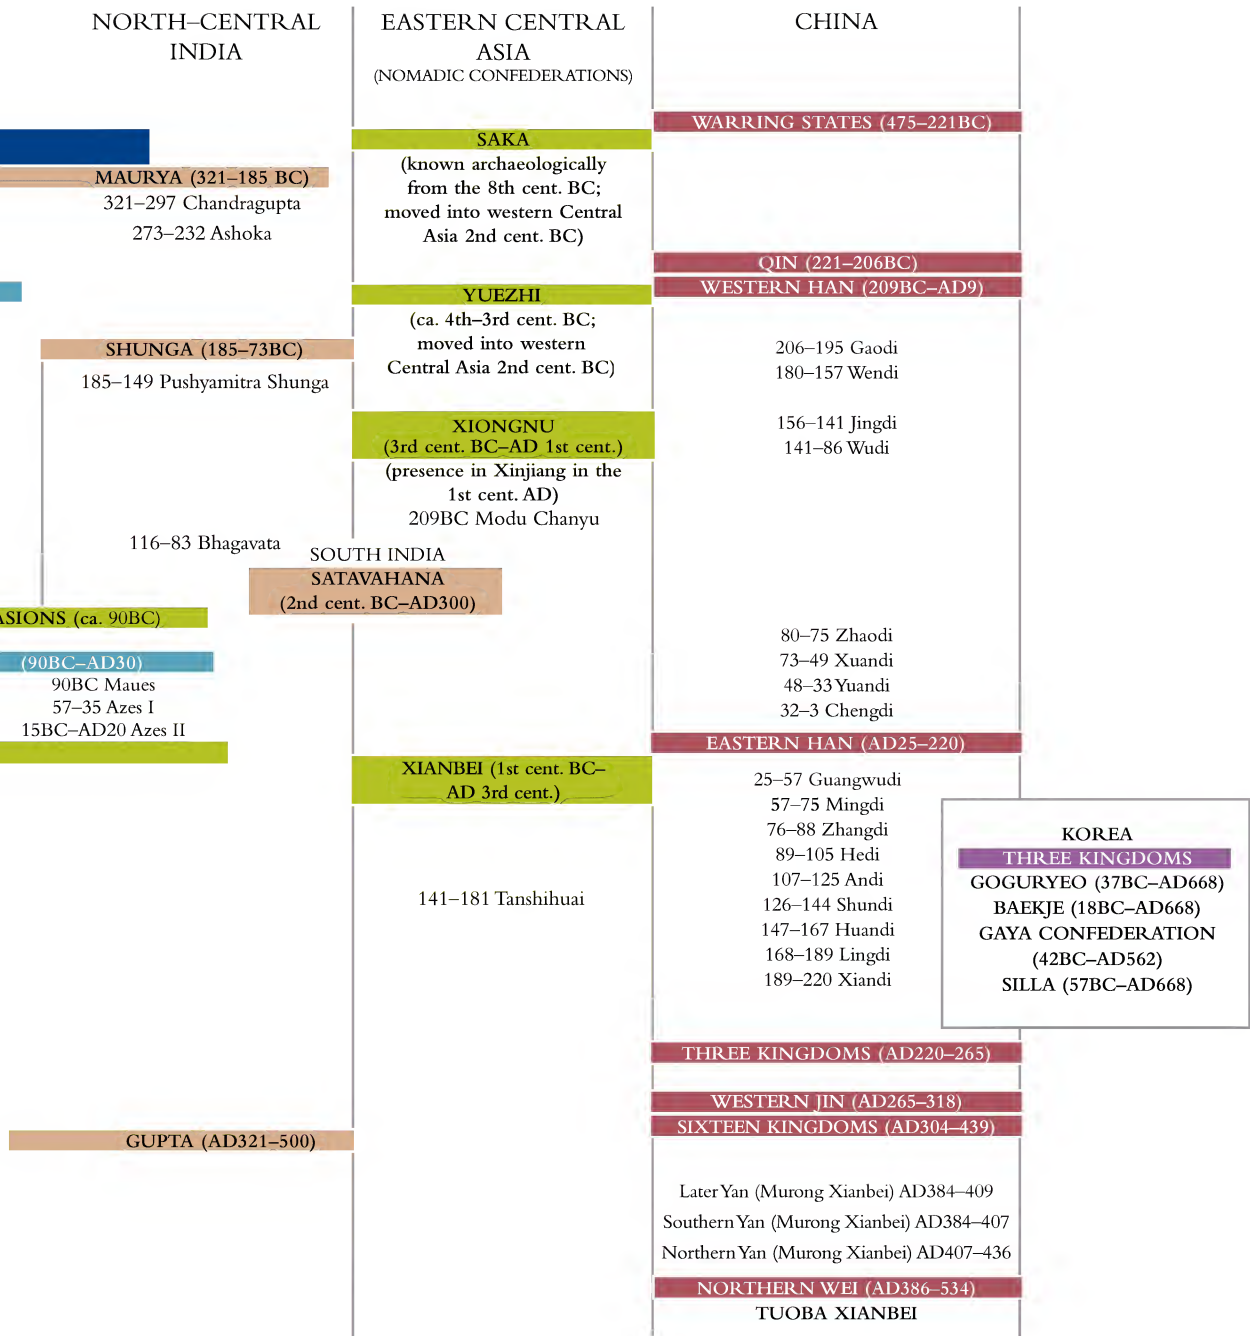 NORTH–CENTRAL
INDIA
MAURYA (321–185 BC)
321–297 Chandragupta
273–232 Ashoka
SHUNGA (185–73BC)
185–149 Pushyamitra Shunga
116–83 Bhagavata
ASIONS (ca. 90BC)
(90BC–AD30)
90BC Maues
57–35 Azes I
15BC–AD20 Azes II
GUPTA (AD321–500)
SOUTH INDIA
SATAVAHANA
(2nd cent. BC–AD300)
EASTERN CENTRAL
ASIA
(NOMADIC CONFEDERATIONS)
SAKA
(known archaeologically
from the 8th cent. BC;
moved into western Central
Asia 2nd cent. BC)
YUEZHI
(ca. 4th–3rd cent. BC;
moved into western
Central Asia 2nd cent. BC)
XIONGNU
(3rd cent. BC–AD 1st cent.)
(presence in Xinjiang in the
1st cent. AD)
209BC Modu Chanyu
XIANBEI (1st cent. BC–
AD 3rd cent.)
141–181 Tanshihuai
CHINA
WARRING STATES (475–221BC)
QIN (221–206BC)
WESTERN HAN (209BC–AD9)
206–195 Gaodi
180–157 Wendi
156–141 Jingdi
141–86 Wudi
80–75 Zhaodi
73–49 Xuandi
48–33 Yuandi
32–3 Chengdi
EASTERN HAN (AD25–220)
25–57 Guangwudi
57–75 Mingdi
76–88 Zhangdi
89–105 Hedi
107–125 Andi
126–144 Shundi
147–167 Huandi
168–189 Lingdi
189–220 Xiandi
THREE KINGDOMS (AD220–265)
WESTERN JIN (AD265–318)
SIXTEEN KINGDOMS (AD304–439)
Later Yan (Murong Xianbei) AD384–409
Southern Yan (Murong Xianbei) AD384–407
Northern Yan (Murong Xianbei) AD407–436
NORTHERN WEI (AD386–534)
TUOBA XIANBEI
KOREA
THREE KINGDOMS
GOGURYEO (37BC–AD668)
BAEKJE (18BC–AD668)
GAYA CONFEDERATION
(42BC–AD562)
SILLA (57BC–AD668)